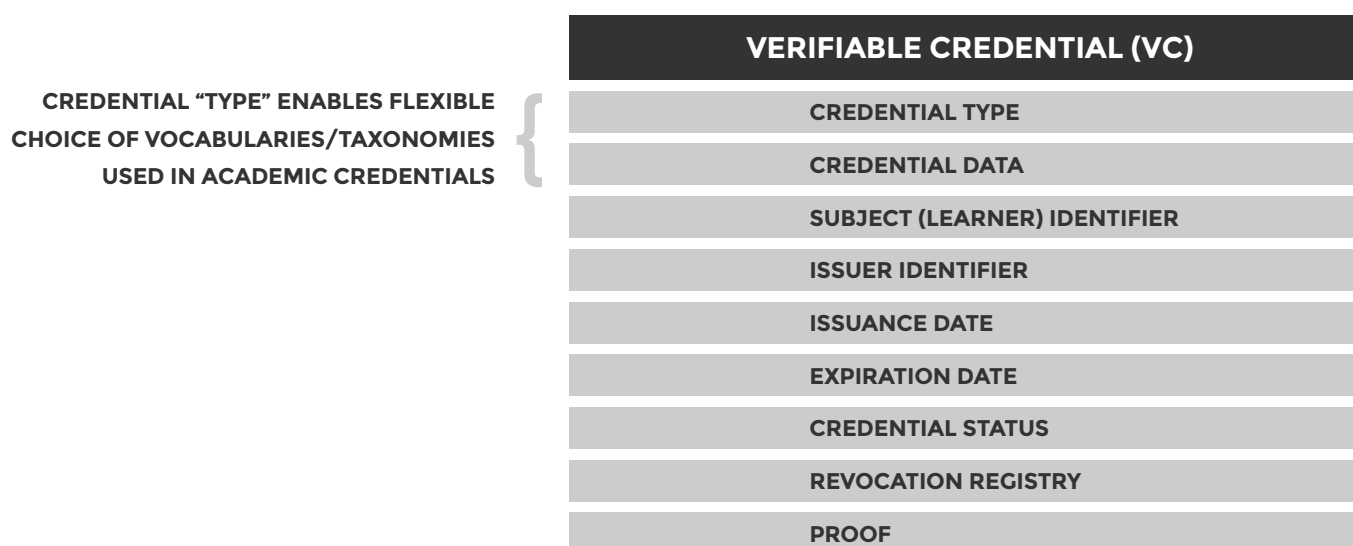 VERIFIABLE CREDENTIAL (VC)
CREDENTIAL “TYPE” ENABLES FLEXIBLE
CHOICE OF VOCABULARIES/TAXONOMIES
USED IN ACADEMIC CREDENTIALS
{
CREDENTIAL TYPE
CREDENTIAL DATA
SUBJECT (LEARNER) IDENTIFIER
ISSUER IDENTIFIER
ISSUANCE DATE
EXPIRATION DATE
CREDENTIAL STATUS
REVOCATION REGISTRY
PROOF